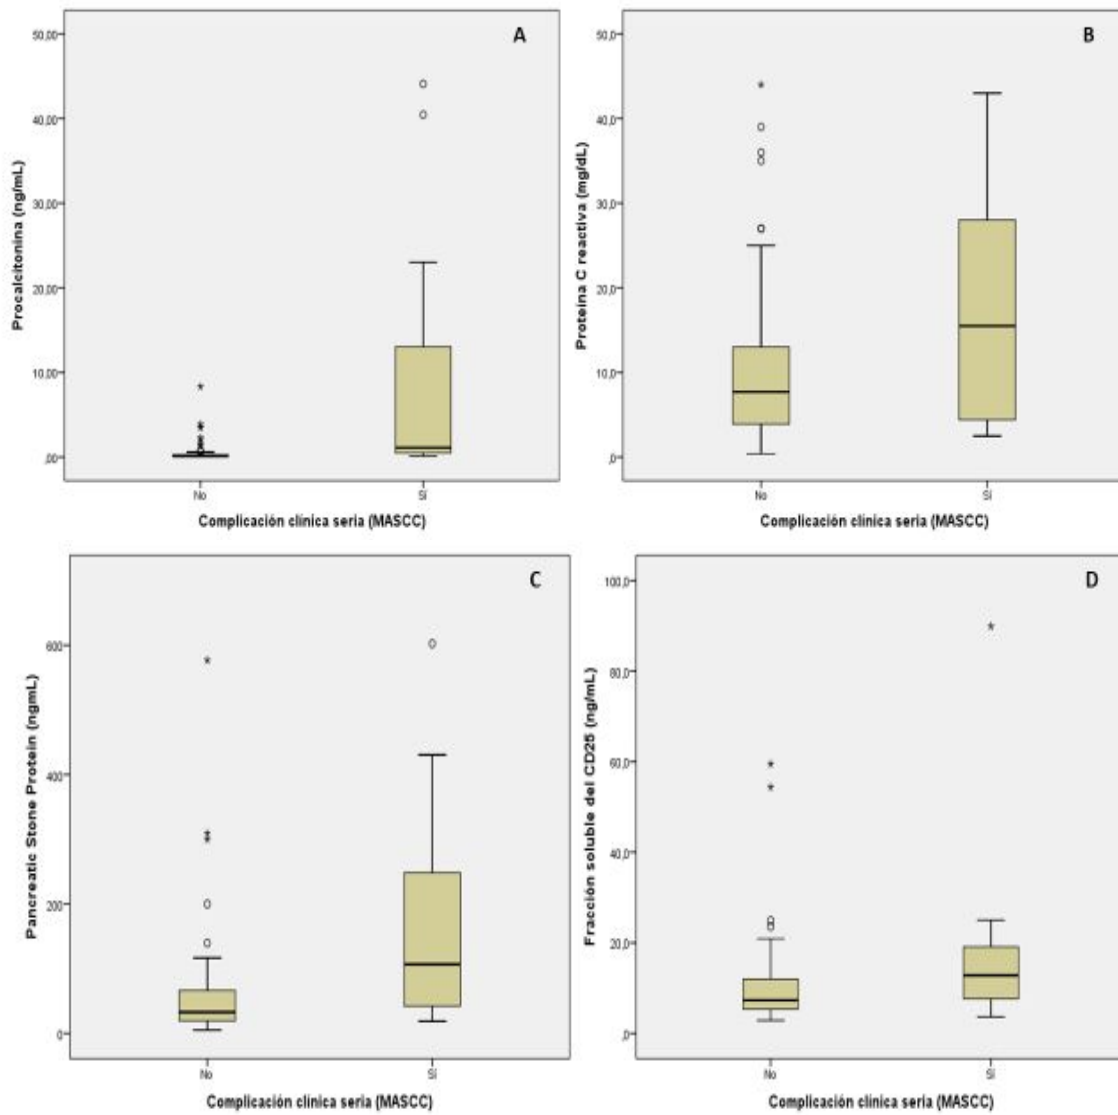 A
50,00
40,00
30,00
20,00
10,00
,00
Procalcitonina (ng/mL)
No
Sí
Complicación clínica seria (MASCC)
B
50,0
40,0
30,0
20,0
10,0
,0
Proteína C reactiva (mg/dL)
No
Sí
Complicación clínica seria (MASCC)
C
600
400
200
0
Pancreatic Stone Protein (ngmL)
No
Sí
Complicación clínica seria (MASCC)
D
100,0
80,0
60,0
40,0
20,0
,0
Fracción soluble del CD25 (ng/mL)
No
Sí
Complicación clínica seria (MASCC)